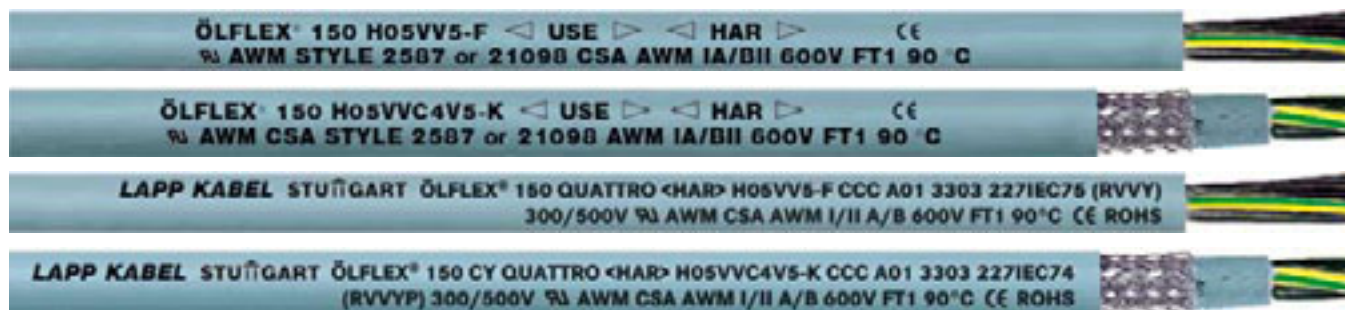 ÖLFLEX® 150 H05VV5-F ◁ USE ▷ ◁ HAR ▷ CE
AWM STYLE 2587 or 21098 CSA AWM IA/BII 600V FT1 90 °C
ÖLFLEX® 150 H05VVC4V5-K ◁ USE ▷ ◁ HAR ▷ CE
AWM CSA STYLE 2587 or 21098 AWM IA/BII 600V FT1 90 °C
LAPP KABEL STUTTGART ÖLFLEX® 150 QUATTRO <HAR> H05VV5-F CCC A01 3303 227IEC75 (RVVY)
300/500V AWM CSA AWM I/II A/B 600V FT1 90°C CE ROHS
LAPP KABEL STUTTGART ÖLFLEX® 150 CY QUATTRO <HAR> H05VVC4V5-K CCC A01 3303 227IEC74
(RVVYP) 300/500V AWM CSA AWM I/II A/B 600V FT1 90°C CE ROHS